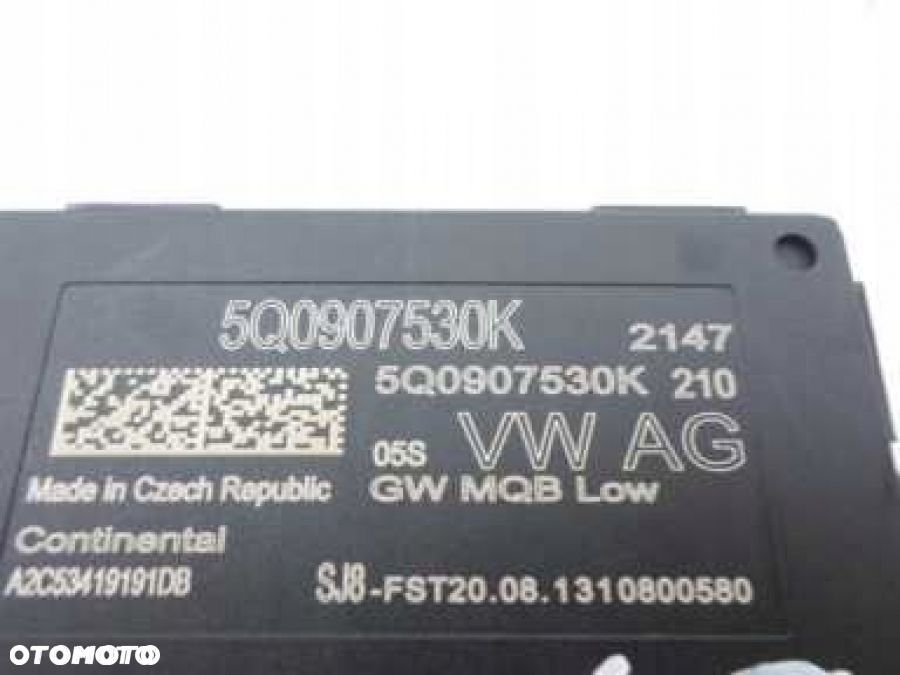 5Q0907530K 2147
5Q0907530K 210
05S VW AG
Made in Czech Republic GW MQB Low
Continental
A2C53419191DB SJ8-FST20.08.1310800580
OTOMOTO